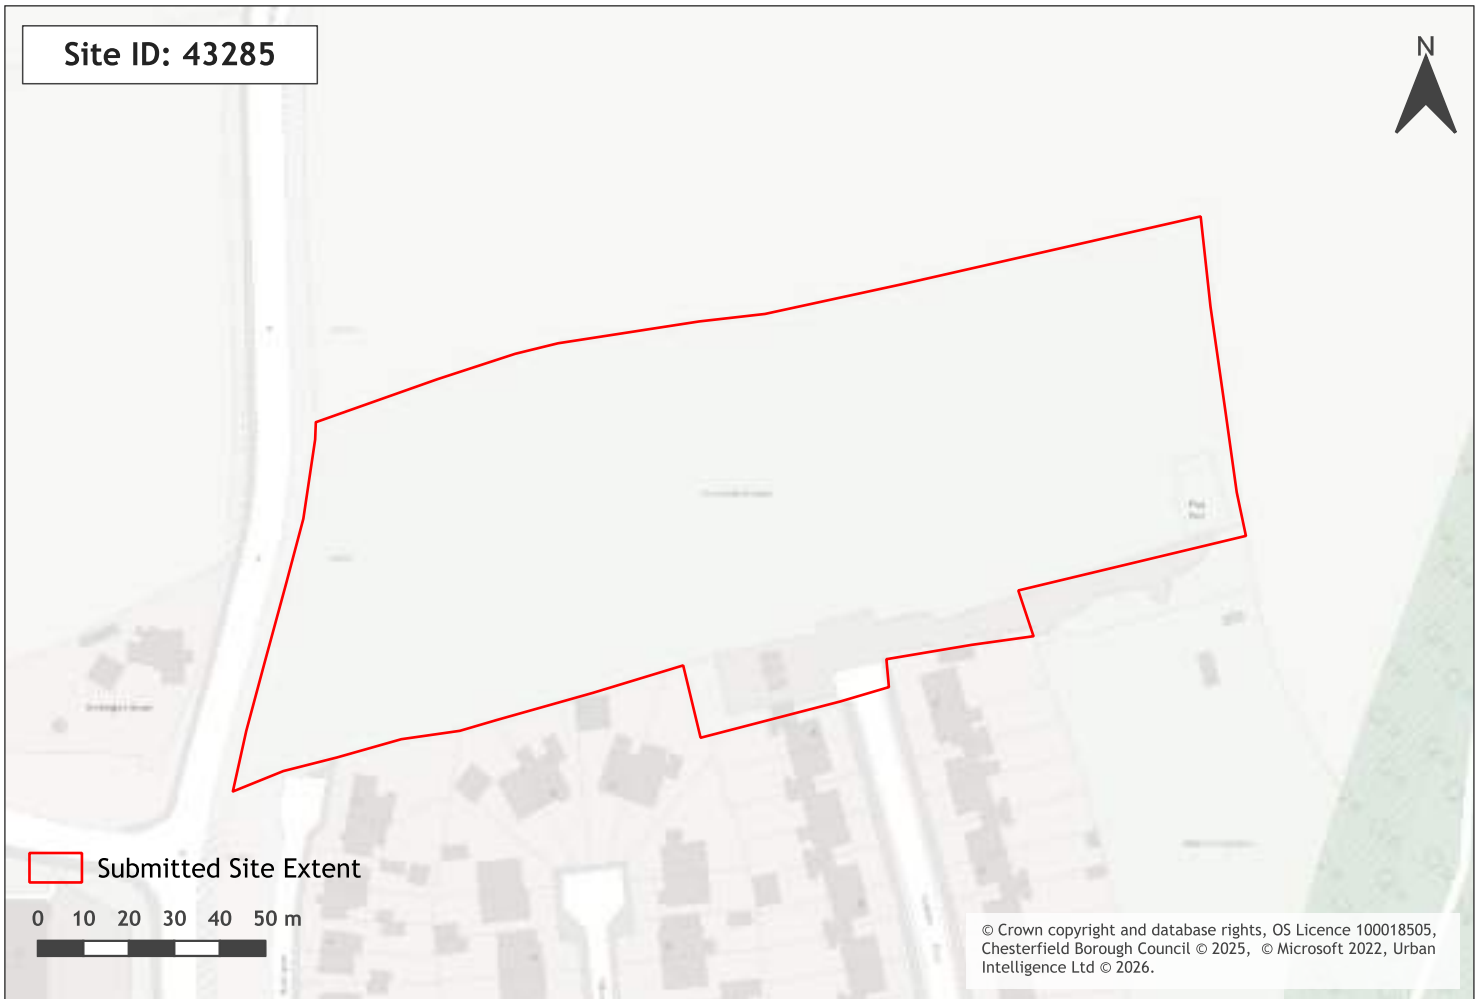 Site ID: 43285
N
Submitted Site Extent
0 10 20 30 40 50 m
© Crown copyright and database rights, OS Licence 100018505,
Chesterfield Borough Council © 2025, © Microsoft 2022, Urban
Intelligence Ltd © 2026.